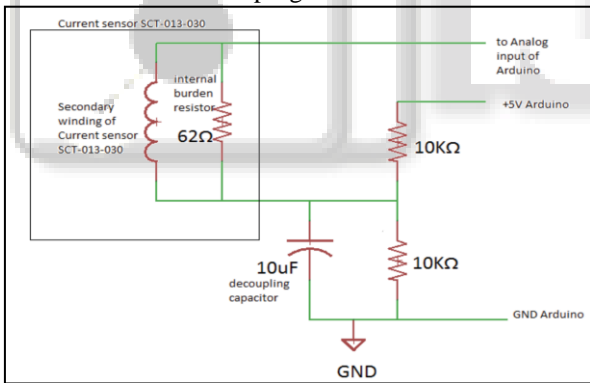 Current sensor SCT-013-030
to Analog
input of
Arduino
internal
burden
resistor
+5V Arduino
Secondary
winding of
Current sensor
SCT-013-030
62Ω
10KΩ
10uF
decoupling
capacitor
10KΩ
GND Arduino
GND